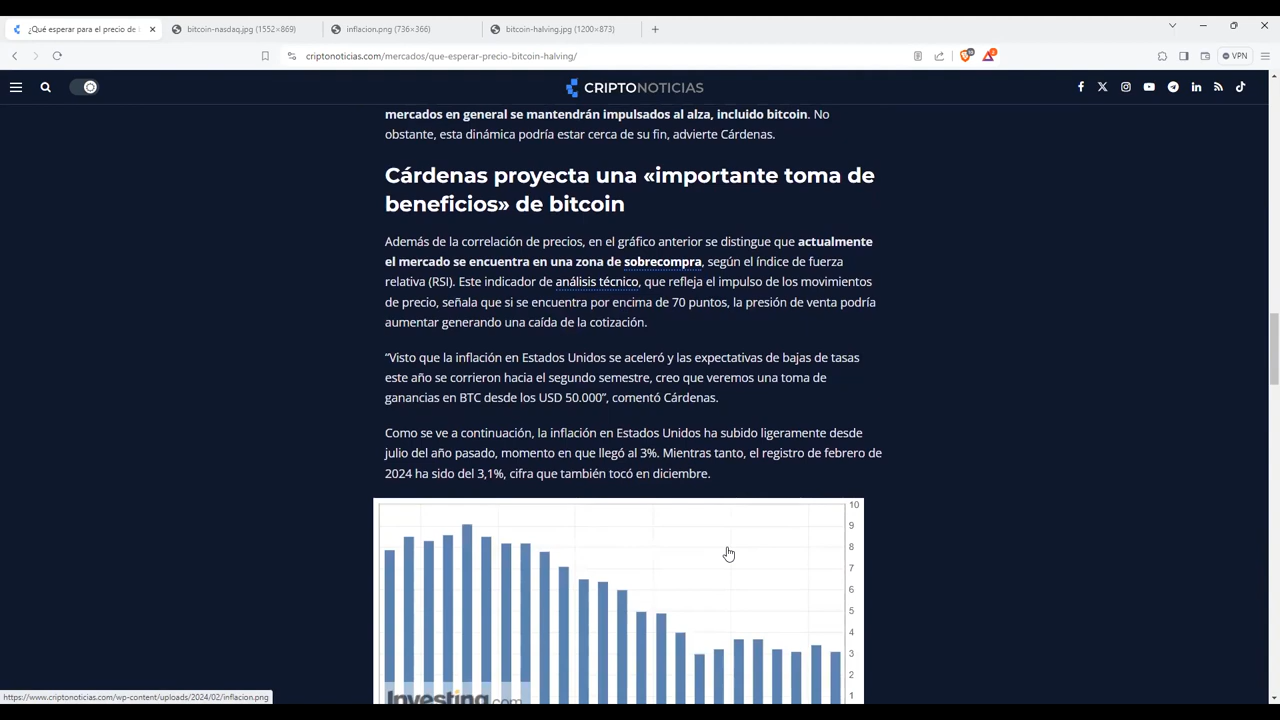 ¿Qué esperar para el precio de
bitcoin-nasdaq.jpg (1552×869)
inflacion.png (736×366)
bitcoin-halving.jpg (1200×873)
criptonoticias.com/mercados/que-esperar-precio-bitcoin-halving/
VPN
CRIPTONOTICIAS
mercados en general se mantendrán impulsados al alza, incluido bitcoin. No
obstante, esta dinámica podría estar cerca de su fin, advierte Cárdenas.
Cárdenas proyecta una «importante toma de
beneficios» de bitcoin
Además de la correlación de precios, en el gráfico anterior se distingue que actualmente
el mercado se encuentra en una zona de sobrecompra, según el índice de fuerza
relativa (RSI). Este indicador de análisis técnico, que refleja el impulso de los movimientos
de precio, señala que si se encuentra por encima de 70 puntos, la presión de venta podría
aumentar generando una caída de la cotización.
“Visto que la inflación en Estados Unidos se aceleró y las expectativas de bajas de tasas
este año se corrieron hacia el segundo semestre, creo que veremos una toma de
ganancias en BTC desde los USD 50.000”, comentó Cárdenas.
Como se ve a continuación, la inflación en Estados Unidos ha subido ligeramente desde
julio del año pasado, momento en que llegó al 3%. Mientras tanto, el registro de febrero de
2024 ha sido del 3,1%, cifra que también tocó en diciembre.
10
9
8
7
6
5
4
3
2
1
Investing.com
https://www.criptonoticias.com/wp-content/uploads/2024/02/inflacion.png